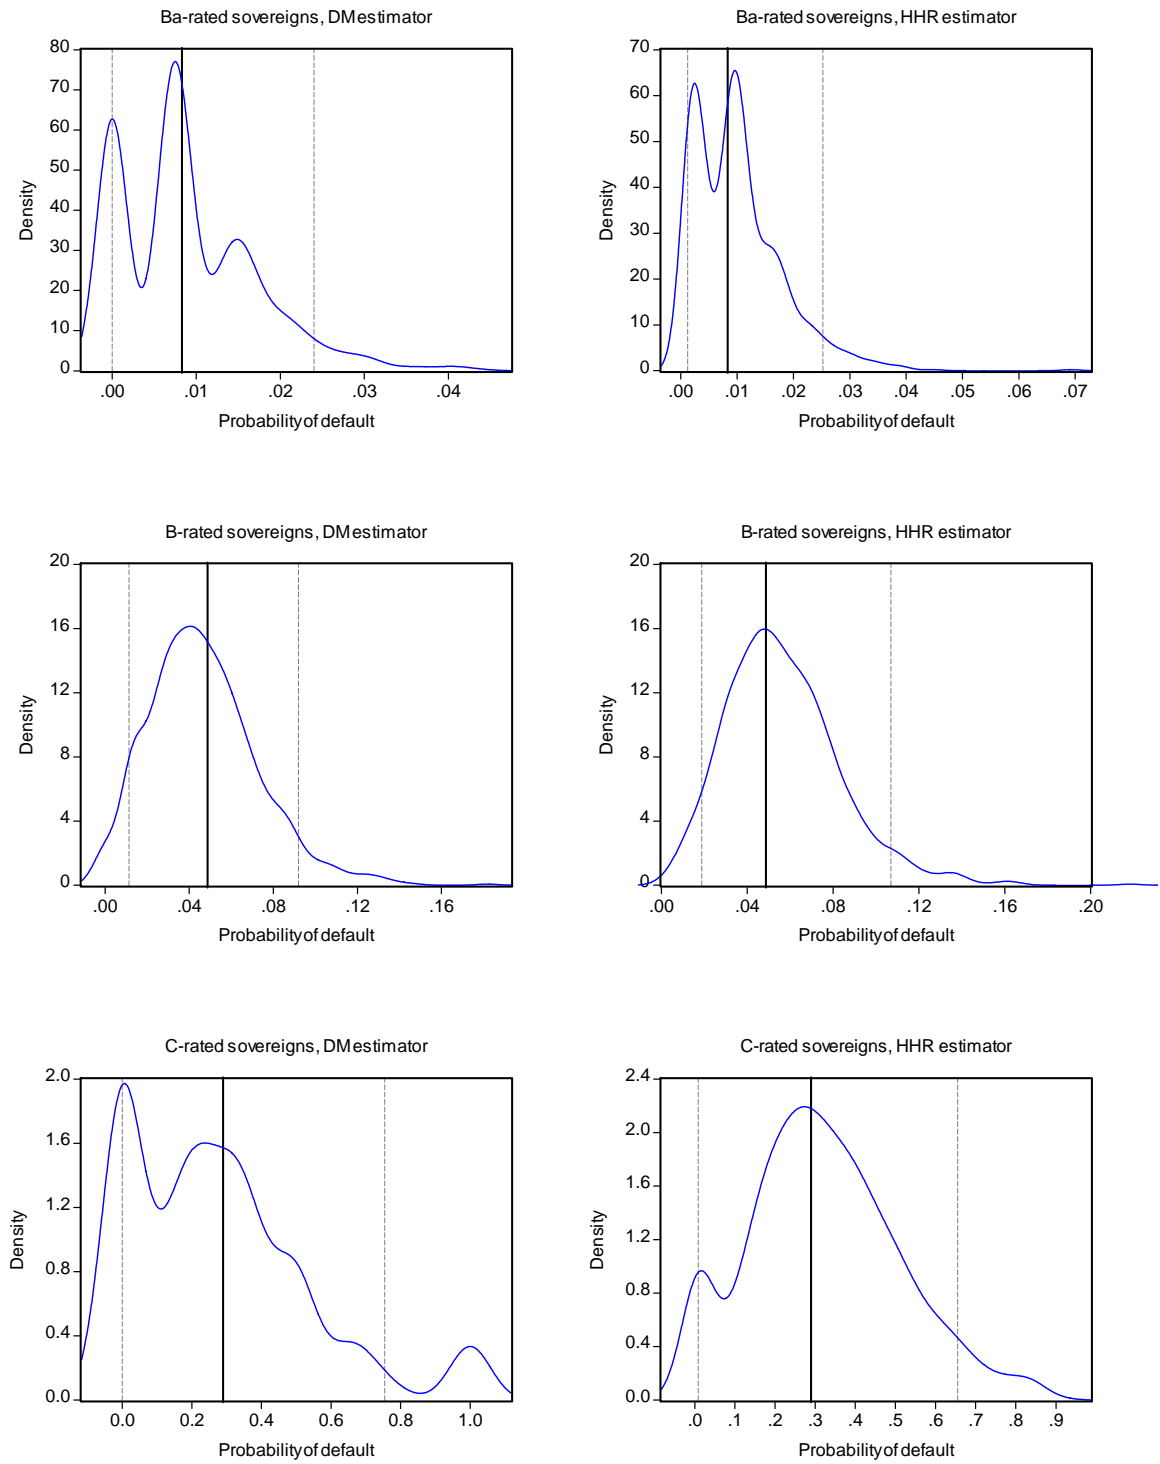 Ba-rated sovereigns, DM estimator
80
70
60
50
40
30
20
10
0
Density
.00 .01 .02 .03 .04
Probability of default
Ba-rated sovereigns, HHR estimator
70
60
50
40
30
20
10
0
Density
.00 .01 .02 .03 .04 .05 .06 .07
Probability of default
B-rated sovereigns, DM estimator
20
16
12
8
4
0
Density
.00 .04 .08 .12 .16
Probability of default
B-rated sovereigns, HHR estimator
20
16
12
8
4
0
Density
.00 .04 .08 .12 .16 .20
Probability of default
C-rated sovereigns, DM estimator
2.0
1.6
1.2
0.8
0.4
0.0
Density
0.0 0.2 0.4 0.6 0.8 1.0
Probability of default
C-rated sovereigns, HHR estimator
2.4
2.0
1.6
1.2
0.8
0.4
0.0
Density
.0 .1 .2 .3 .4 .5 .6 .7 .8 .9
Probability of default